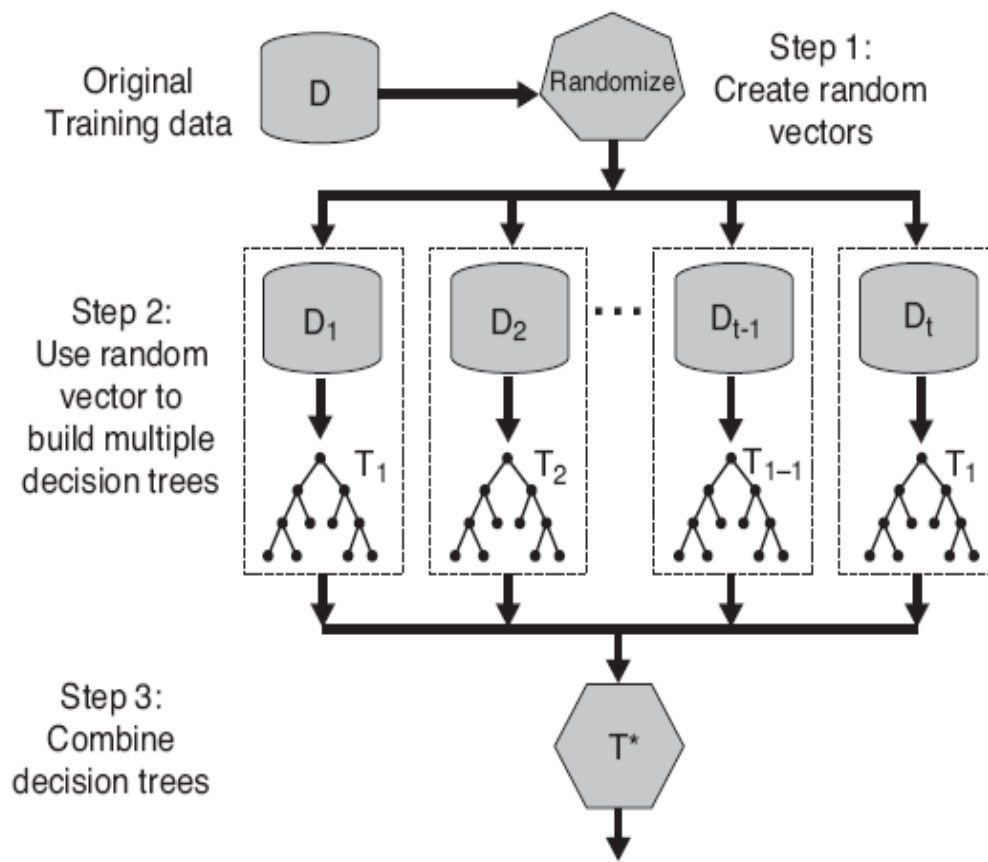 Original
Training data
D
Randomize
Step 1:
Create random
vectors
Step 2:
Use random
vector to
build multiple
decision trees
D₁
D₂
...
Dₜ₋₁
Dₜ
T₁
T₂
T₁₋₁
T₁
Step 3:
Combine
decision trees
T*